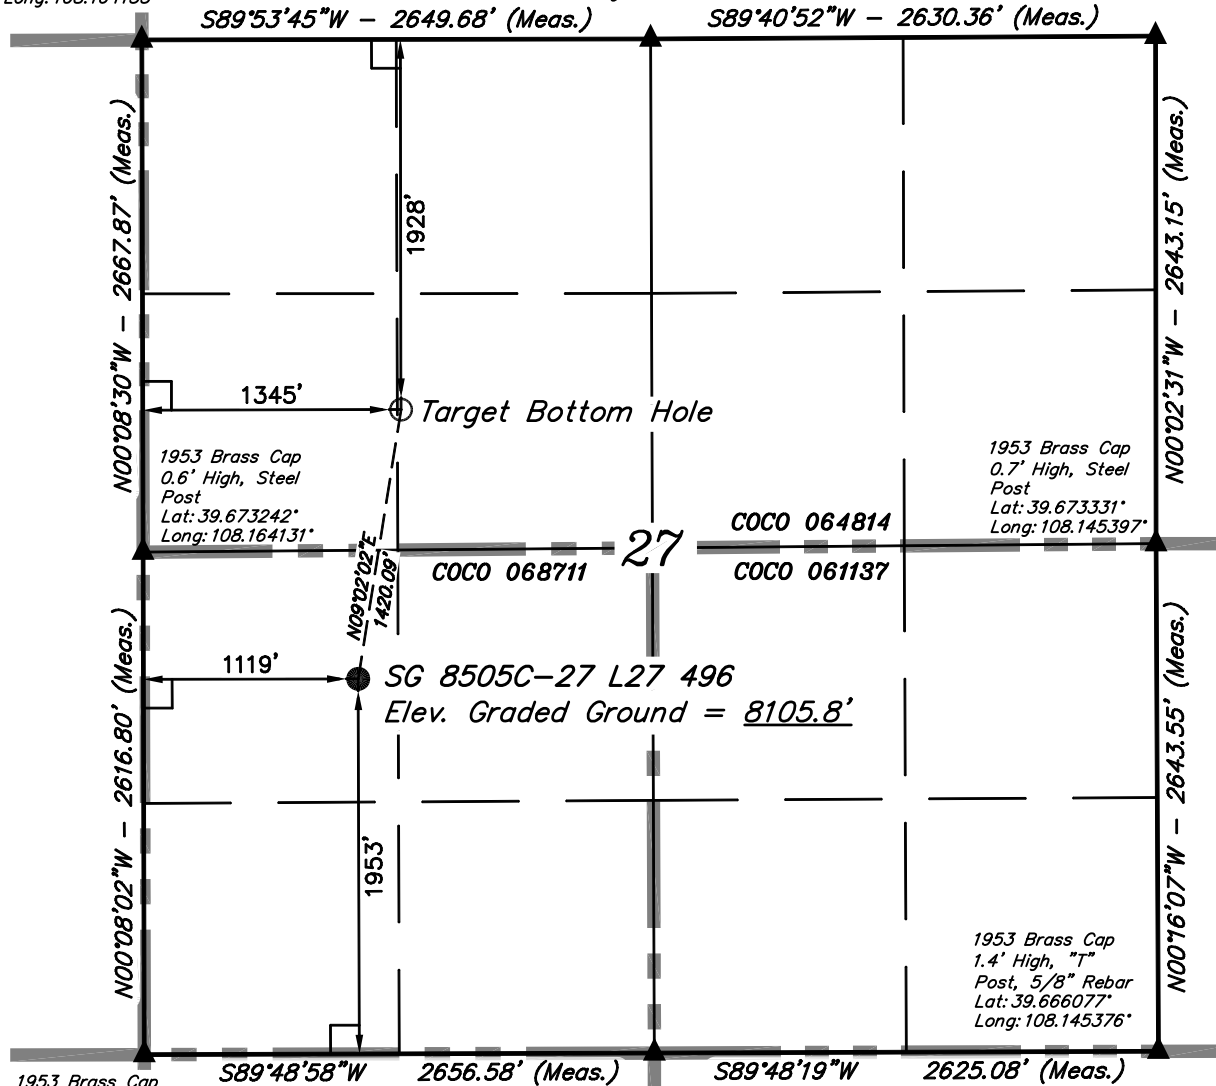 S89°53'45"W - 2649.68' (Meas.)
S89°40'52"W - 2630.36' (Meas.)
N00°08'30"W - 2667.87' (Meas.)
1928'
N00°02'31"W - 2643.15' (Meas.)
1345'
Target Bottom Hole
1953 Brass Cap
0.6' High, Steel
Post
Lat: 39.673242°
Long: 108.164131°
1953 Brass Cap
0.7' High, Steel
Post
Lat: 39.673331°
Long: 108.145397°
COCO 064814
27
COCO 068711
COCO 061137
N09°02'02"E
1420.09'
1119'
SG 8505C-27 L27 496
Elev. Graded Ground = 8105.8'
N00°08'02"W - 2616.80' (Meas.)
1953'
N00°16'07"W - 2643.55' (Meas.)
1953 Brass Cap
1.4' High, "T"
Post, 5/8" Rebar
Lat: 39.666077°
Long: 108.145376°
S89°48'58"W 2656.58' (Meas.)
S89°48'19"W 2625.08' (Meas.)
1953 Brass Cap